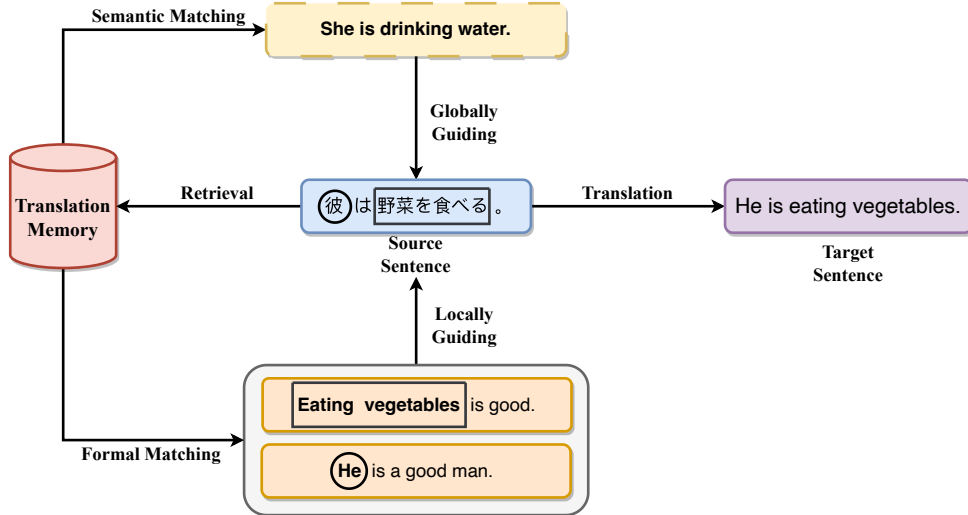 Semantic Matching
She is drinking water.
Globally
Guiding
Translation
Memory
Retrieval
彼は野菜を食べる。
Translation
He is eating vegetables.
Source
Sentence
Target
Sentence
Locally
Guiding
Eating vegetables is good.
Formal Matching
He is a good man.